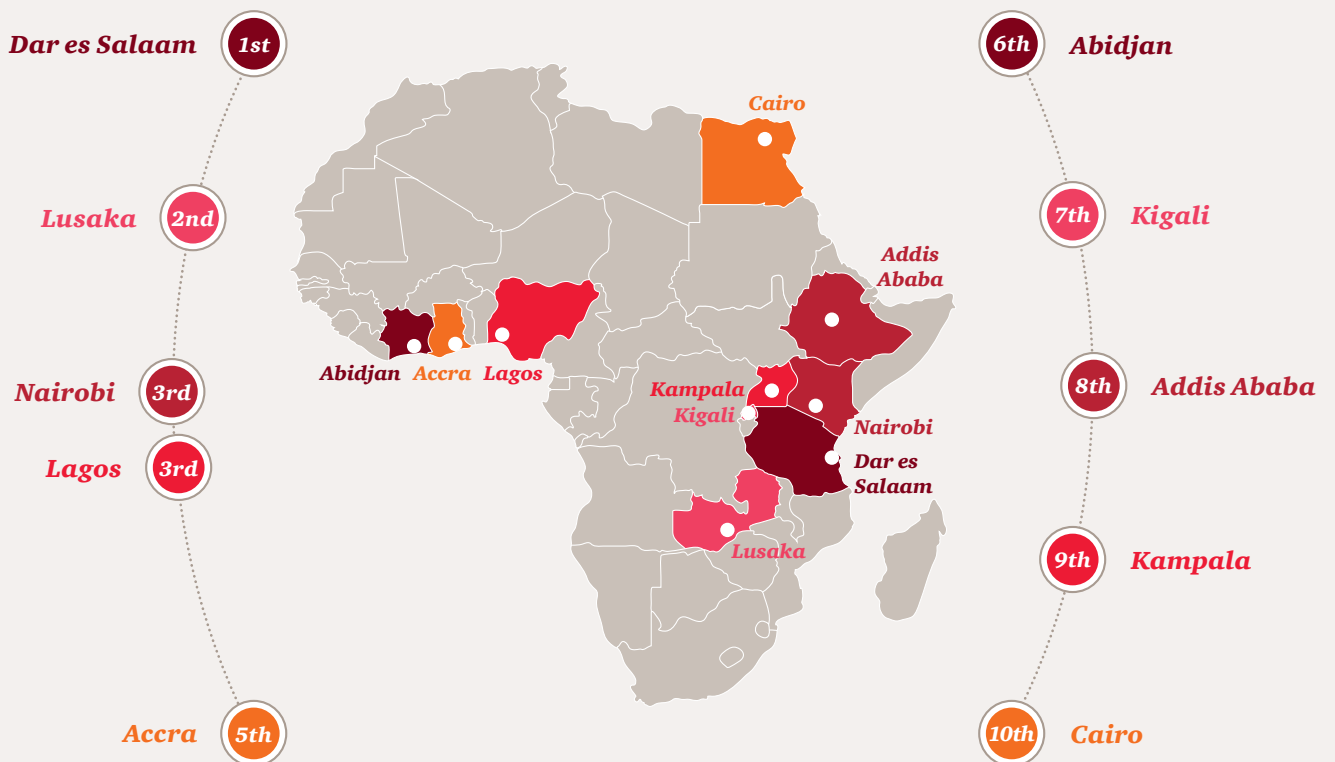 Dar es Salaam 1st
Lusaka 2nd
Nairobi 3rd
Lagos 3rd
Accra 5th
Cairo
Addis
Ababa
Abidjan Accra Lagos
Kampala
Kigali
Nairobi
Dar es
Salaam
Lusaka
6th Abidjan
7th Kigali
8th Addis Ababa
9th Kampala
10th Cairo